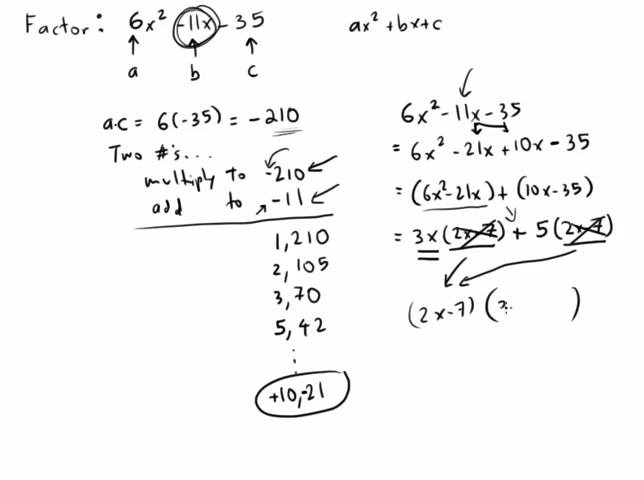 Factor: 6x² -11x - 35
ax² + bx + c
a b c
a·c = 6(-35) = -210
Two #'s...
multiply to -210
add to -11
1, 210
2, 105
3, 70
5, 42
⋮
+10, -21
6x² - 11x - 35
= 6x² - 21x + 10x - 35
= (6x² - 21x) + (10x - 35)
= 3x(2x-7) + 5(2x-7)
(2x-7)( )